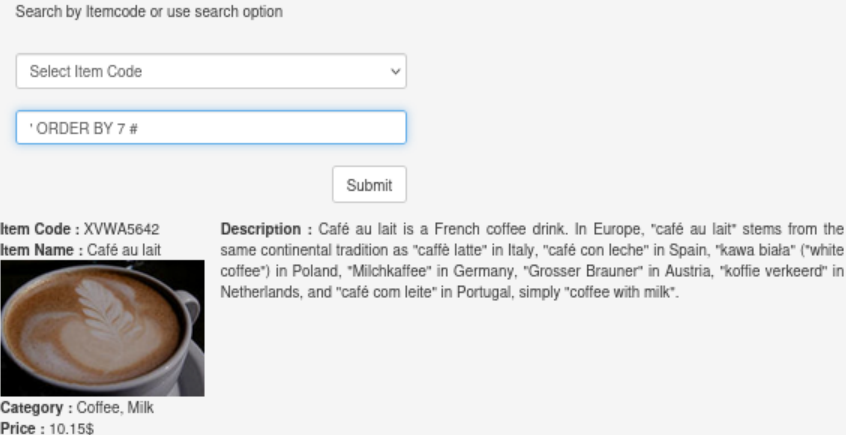 Search by Itemcode or use search option
Select Item Code
' ORDER BY 7 #
Submit
Item Code : XVWA5642
Item Name : Café au lait
Category : Coffee, Milk
Price : 10.15$
Description : Café au lait is a French coffee drink. In Europe, "café au lait" stems from the
same continental tradition as "caffè latte" in Italy, "café con leche" in Spain, "kawa biała" ("white
coffee") in Poland, "Milchkaffee" in Germany, "Grosser Brauner" in Austria, "koffie verkeerd" in
Netherlands, and "café com leite" in Portugal, simply "coffee with milk".